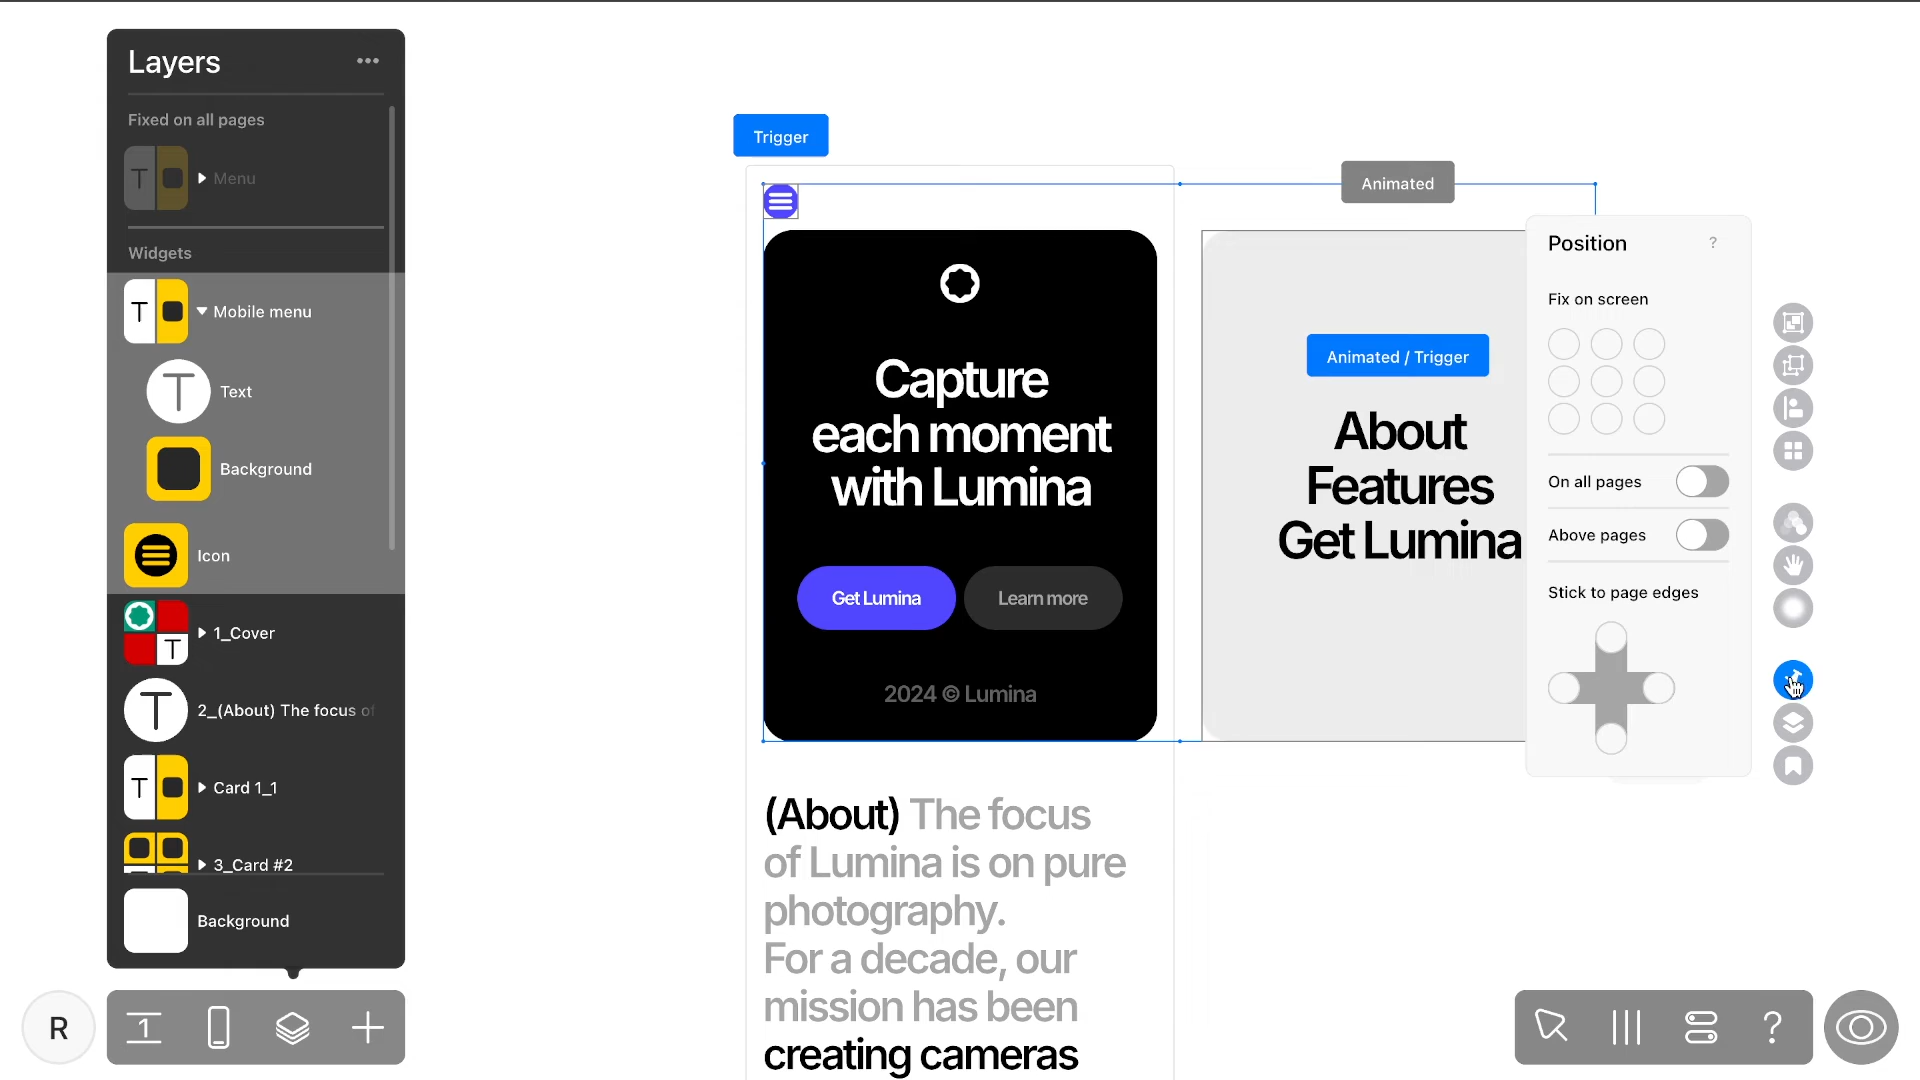 Layers
Fixed on all pages
T
Menu
Widgets
T
Mobile menu
T
Text
Background
Icon
T
1_Cover
T
2_(About) The focus of
T
Card 1_1
3_Card #2
Background
R
1
Trigger
Animated
Capture
each moment
with Lumina
Get Lumina
Learn more
2024 © Lumina
Animated / Trigger
About
Features
Get Lumina
(About) The focus
of Lumina is on pure
photography.
For a decade, our
mission has been
creating cameras
Position
?
Fix on screen
On all pages
Above pages
Stick to page edges
?